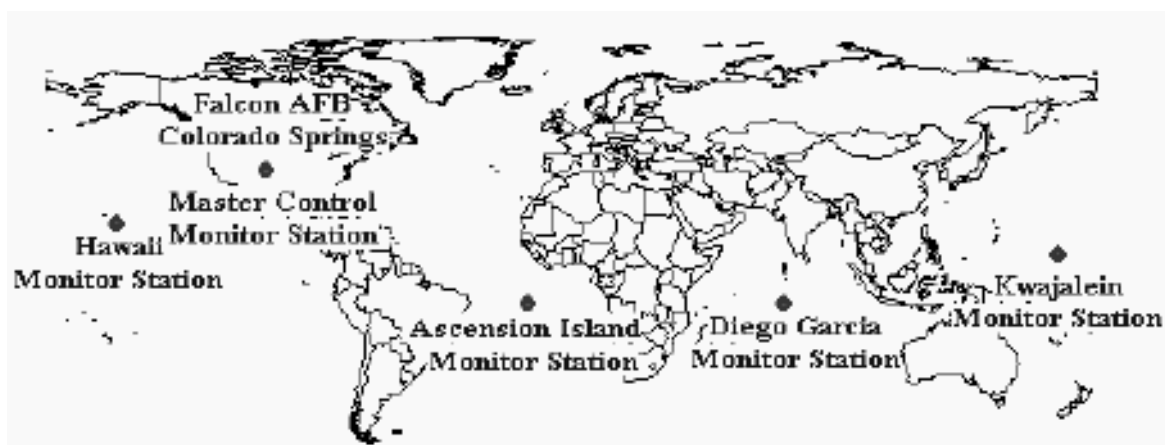 Falcon AFB
Colorado Springs
Master Control
Monitor Station
Hawaii
Monitor Station
Ascension Island
Monitor Station
Diego Garcia
Monitor Station
Kwajalein
Monitor Station